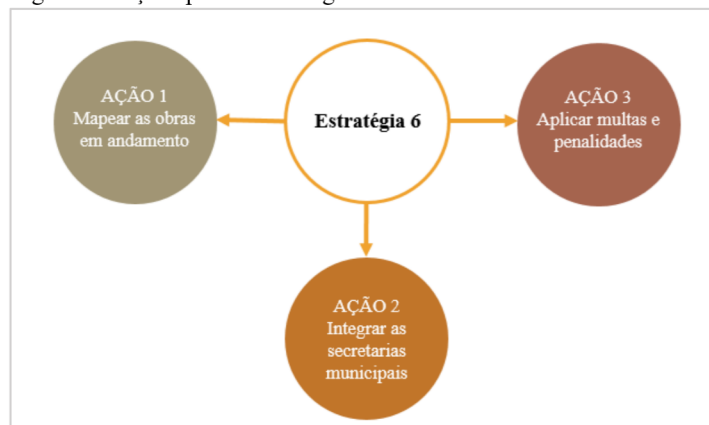 AÇÃO 1
Mapear as obras
em andamento
Estratégia 6
AÇÃO 3
Aplicar multas e
penalidades
AÇÃO 2
Integrar as
secretarias
municipais